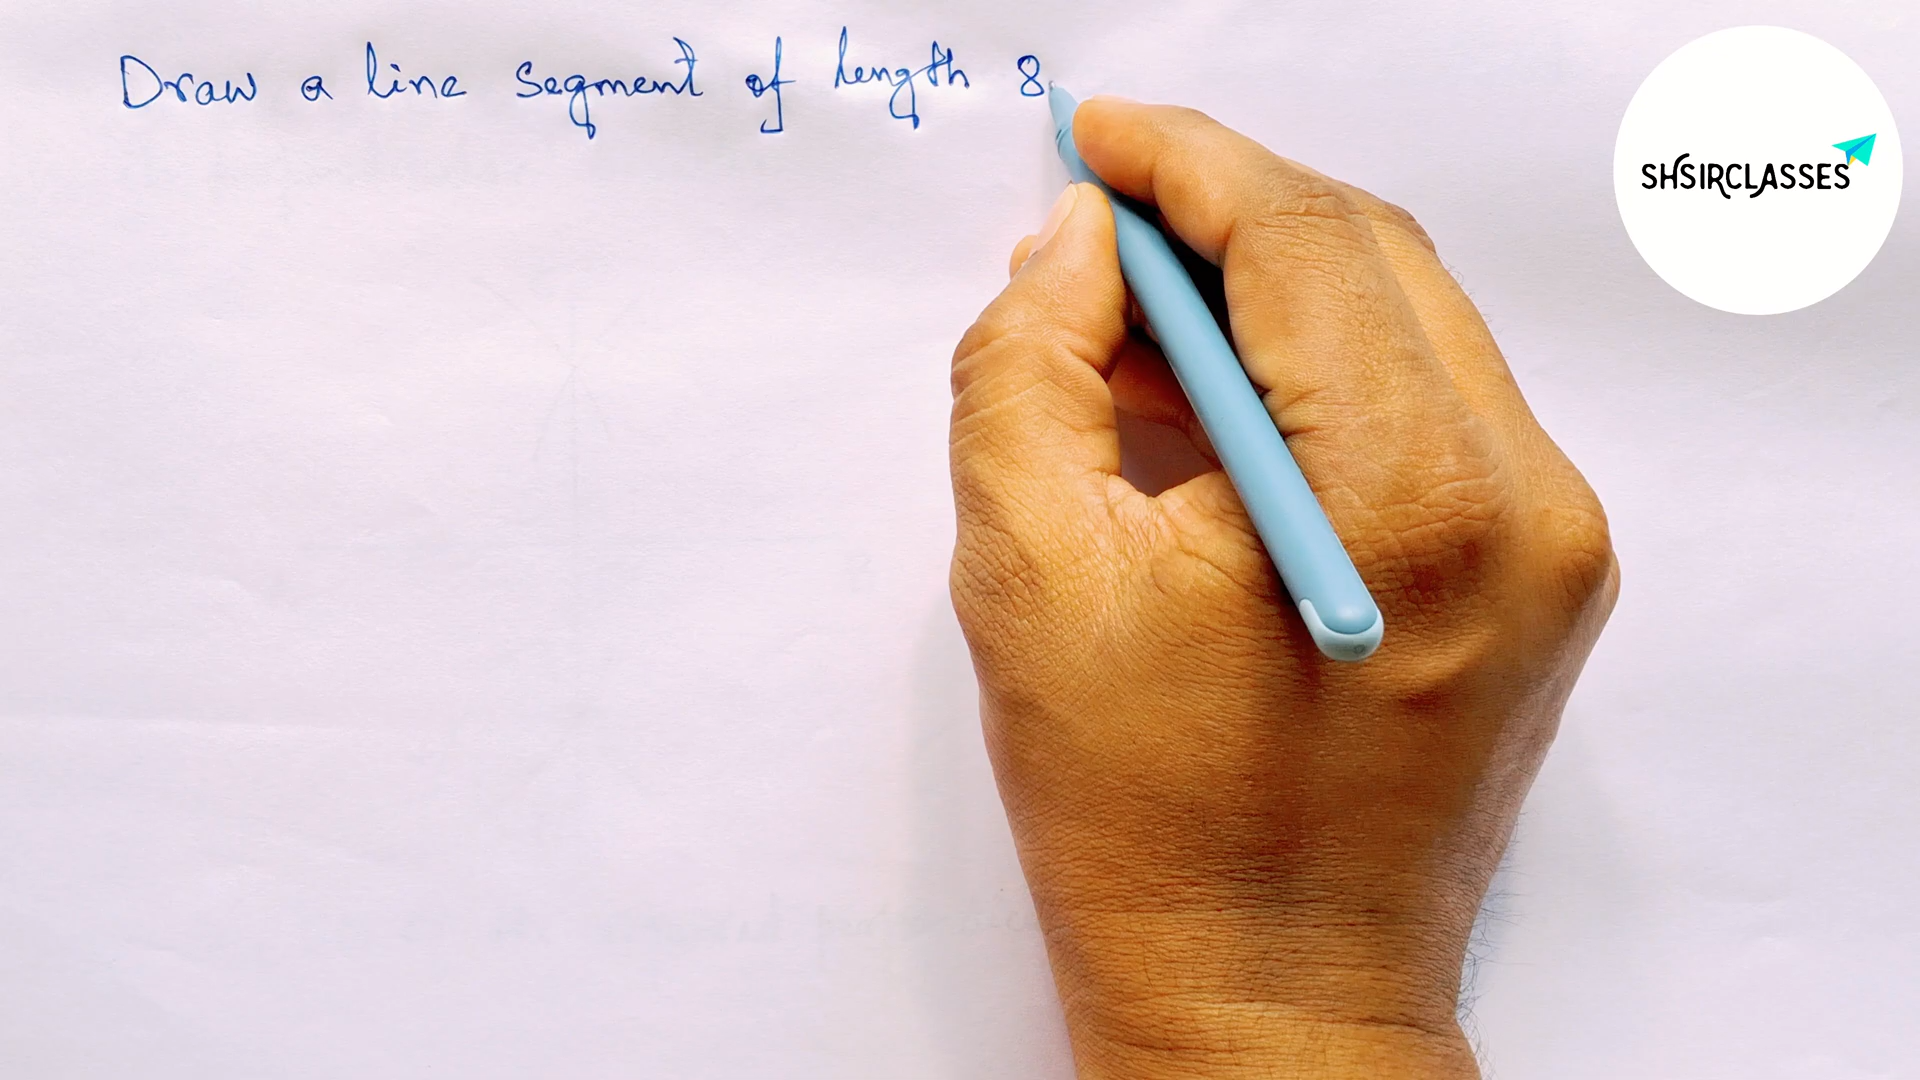 Draw a line segment of length 8.
SHSIRCLASSES